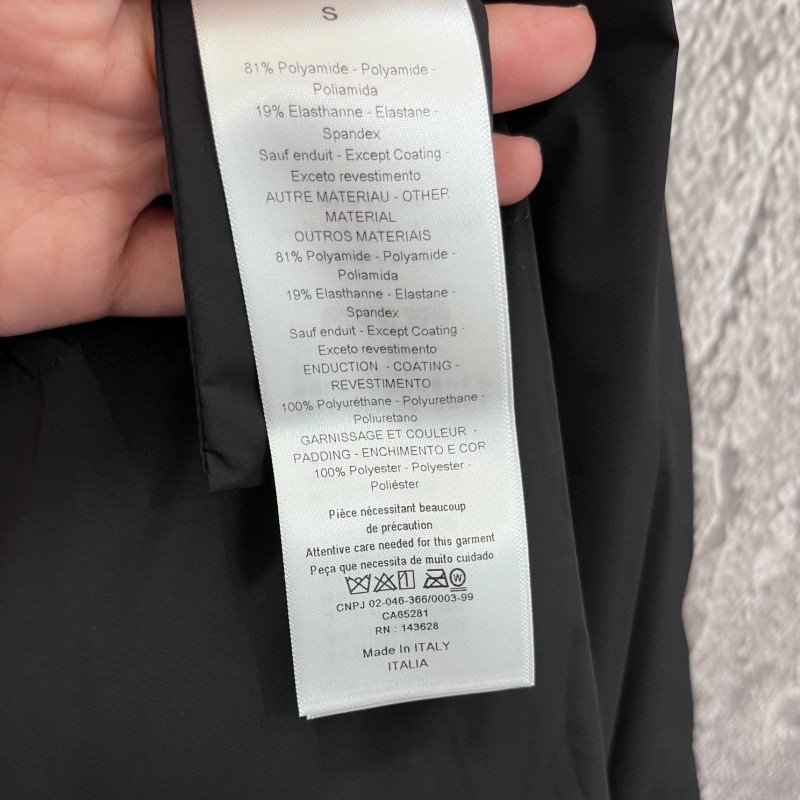 S
81% Polyamide - Polyamide -
Poliamida
19% Elasthanne - Elastane -
Spandex
Sauf enduit - Except Coating -
Exceto revestimento
AUTRE MATERIAU - OTHER
MATERIAL
OUTROS MATERIAIS
81% Polyamide - Polyamide -
Poliamida
19% Elasthanne - Elastane -
Spandex
Sauf enduit - Except Coating -
Exceto revestimento
ENDUCTION - COATING -
REVESTIMENTO
100% Polyuréthane - Polyurethane -
Poliuretano
GARNISSAGE ET COULEUR -
PADDING - ENCHIMENTO E COR
100% Polyester - Polyester -
Poliéster
Pièce nécessitant beaucoup
de précaution
Attentive care needed for this garment
Peça que necessita de muito cuidado
W
CNPJ 02-046-366/0003-99
CA65281
RN : 143628
Made In ITALY
ITALIA